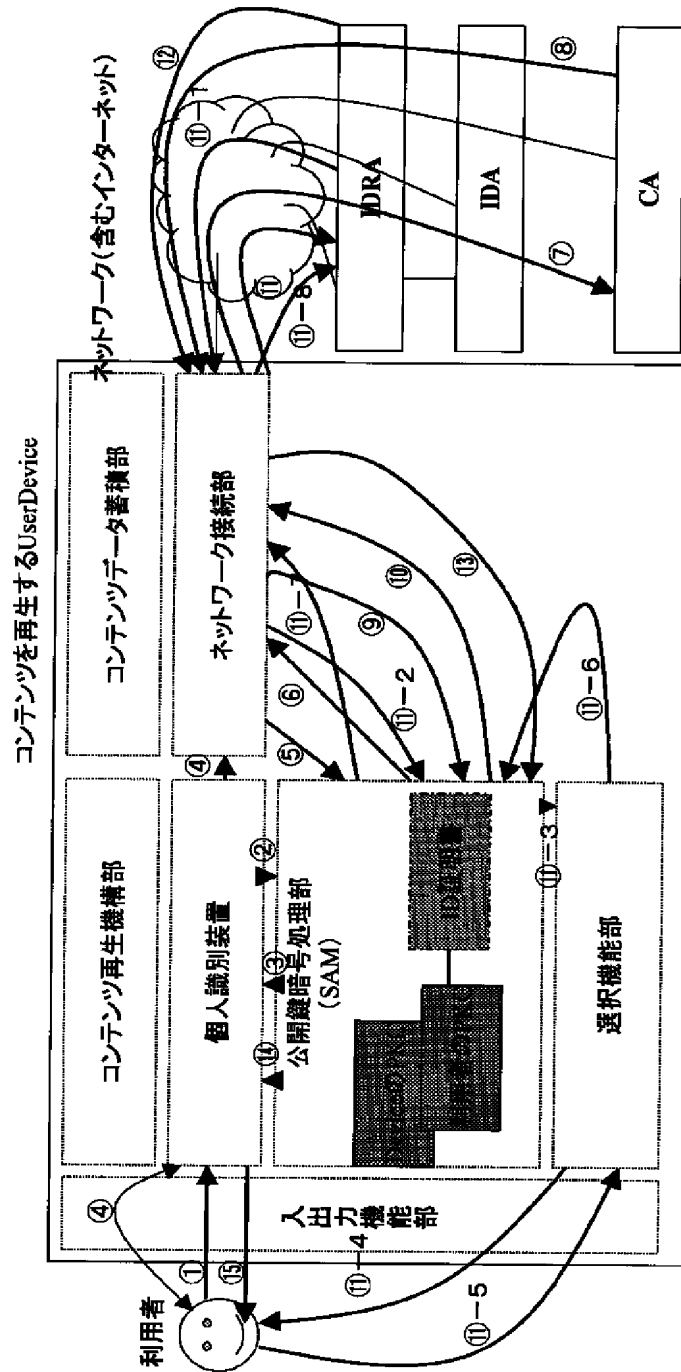 コンテンツを再生するUserDevice
ネットワーク(含むインターネット)
コンテンツ再生機構部
コンテンツデータ蓄積部
個人識別装置
ネットワーク接続部
公開鍵暗号処理部
(SAM)
ID証明書
選択機能部
入出力機能部
利用者
IDRA
IDA
CA
①
②
③
④
④
⑤
⑥
⑦
⑧
⑨
⑩
⑪
⑪-1
⑪-2
⑪-3
⑪-4
⑪-5
⑪-6
⑪-7
⑪-8
⑫
⑬
⑭
⑮